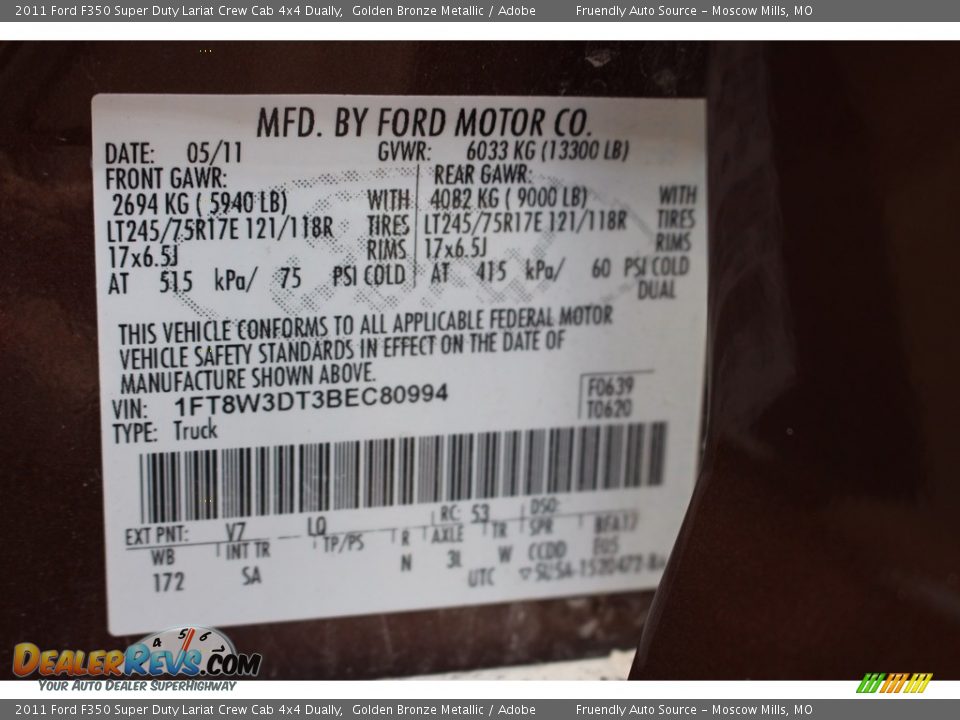 2011 Ford F350 Super Duty Lariat Crew Cab 4x4 Dually, Golden Bronze Metallic / Adobe Fruendly Auto Source - Moscow Mills, MO
MFD. BY FORD MOTOR CO.
DATE: 05/11 GVWR: 6033 KG (13300 LB)
FRONT GAWR: REAR GAWR:
2694 KG ( 5940 LB) WITH 4082 KG ( 9000 LB) WITH
LT245/75R17E 121/118R TIRES LT245/75R17E 121/118R TIRES
17x6.5J RIMS 17x6.5J RIMS
AT 515 kPa/ 75 PSI COLD AT 415 kPa/ 60 PSI COLD
DUAL
THIS VEHICLE CONFORMS TO ALL APPLICABLE FEDERAL MOTOR
VEHICLE SAFETY STANDARDS IN EFFECT ON THE DATE OF
MANUFACTURE SHOWN ABOVE.
VIN: 1FT8W3DT3BEC80994 F0639
TYPE: Truck T0620
EXT PNT: V7 LQ RC: 53 DSO:
WB INT TR TP/PS R AXLE TR SPR
172 SA N 3L W CCDD
UTC
4 5 6
DEALERREVS.COM
YOUR AUTO DEALER SUPERHIGHWAY
2011 Ford F350 Super Duty Lariat Crew Cab 4x4 Dually, Golden Bronze Metallic / Adobe Fruendly Auto Source - Moscow Mills, MO